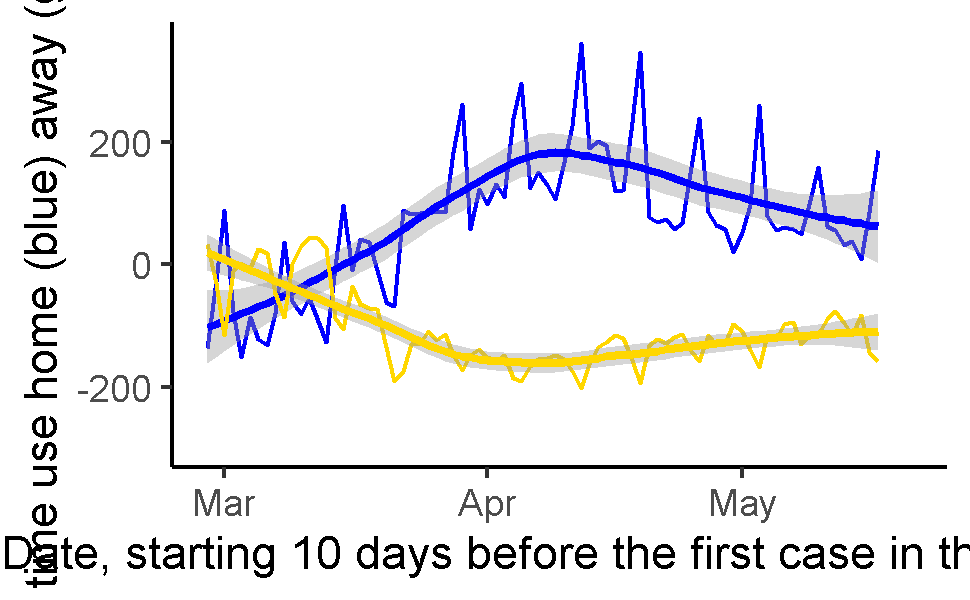 time use home (blue) away (
200
0
-200
Mar Apr May
Date, starting 10 days before the first case in th